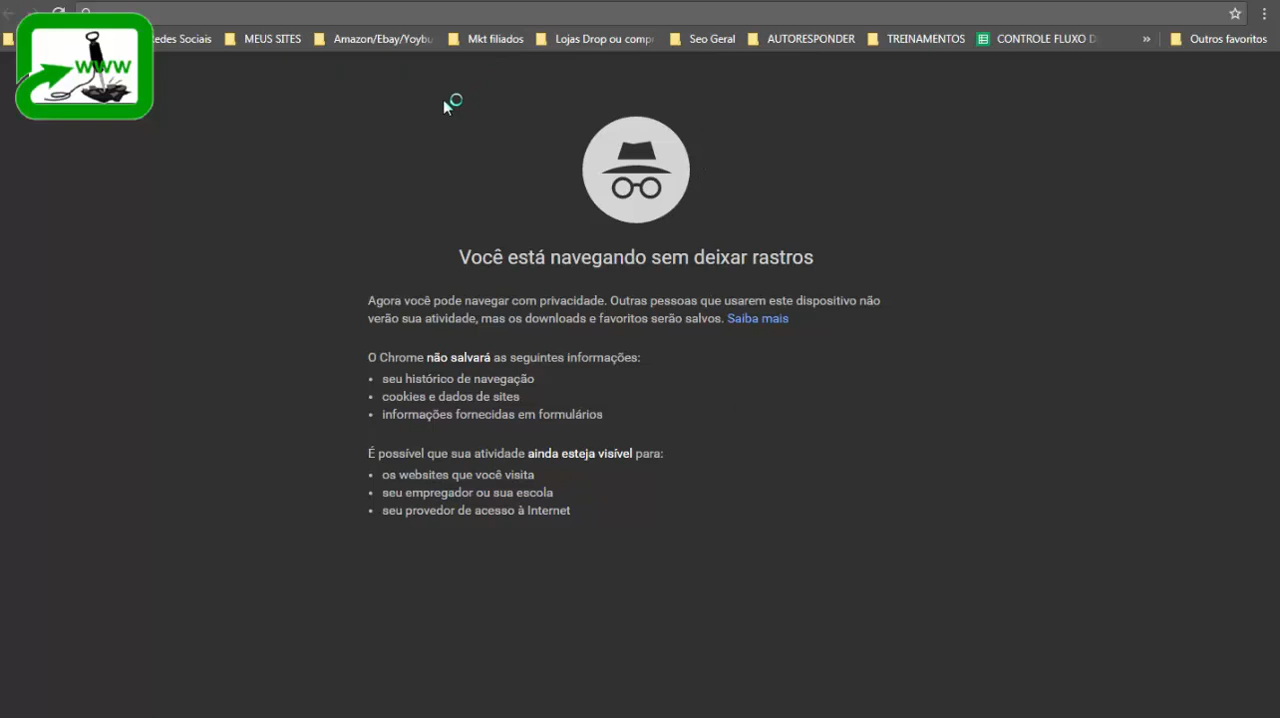 WWW
edes Sociais
MEUS SITES
Amazon/Ebay/Yoybu
Mkt filiados
Lojas Drop ou comp
Seo Geral
AUTORESPONDER
TREINAMENTOS
CONTROLE FLUXO D
»
Outros favoritos
Você está navegando sem deixar rastros
Agora você pode navegar com privacidade. Outras pessoas que usarem este dispositivo não
verão sua atividade, mas os downloads e favoritos serão salvos. Saiba mais
O Chrome não salvará as seguintes informações:
• seu histórico de navegação
• cookies e dados de sites
• informações fornecidas em formulários
É possível que sua atividade ainda esteja visível para:
• os websites que você visita
• seu empregador ou sua escola
• seu provedor de acesso à Internet